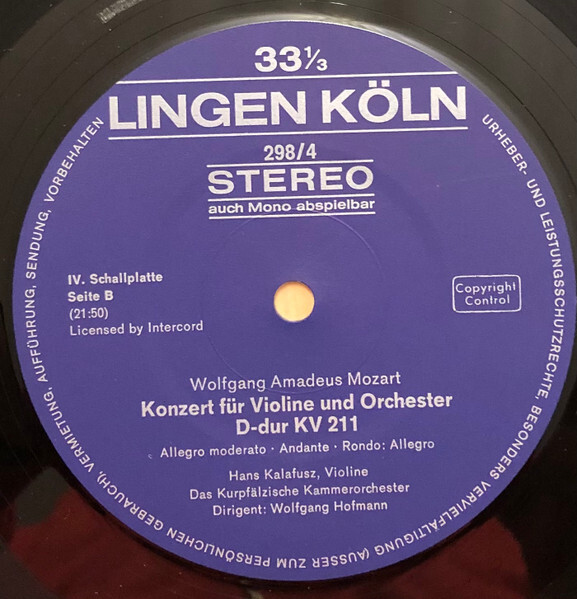 33 1/3
LINGEN KÖLN
298/4
STEREO
auch Mono abspielbar
IV. Schallplatte
Seite B
(21:50)
Licensed by Intercord
Copyright
Control
Wolfgang Amadeus Mozart
Konzert für Violine und Orchester
D-dur KV 211
Allegro moderato · Andante · Rondo: Allegro
Hans Kalafusz, Violine
Das Kurpfälzische Kammerorchester
Dirigent: Wolfgang Hofmann
URHEBER- UND LEISTUNGSSCHUTZRECHTE, BESONDERS VERVIELFÄLTIGUNG (AUSSER ZUM PERSÖNLICHEN GEBRAUCH), VERMIETUNG, AUFFÜHRUNG, SENDUNG, VORBEHALTEN